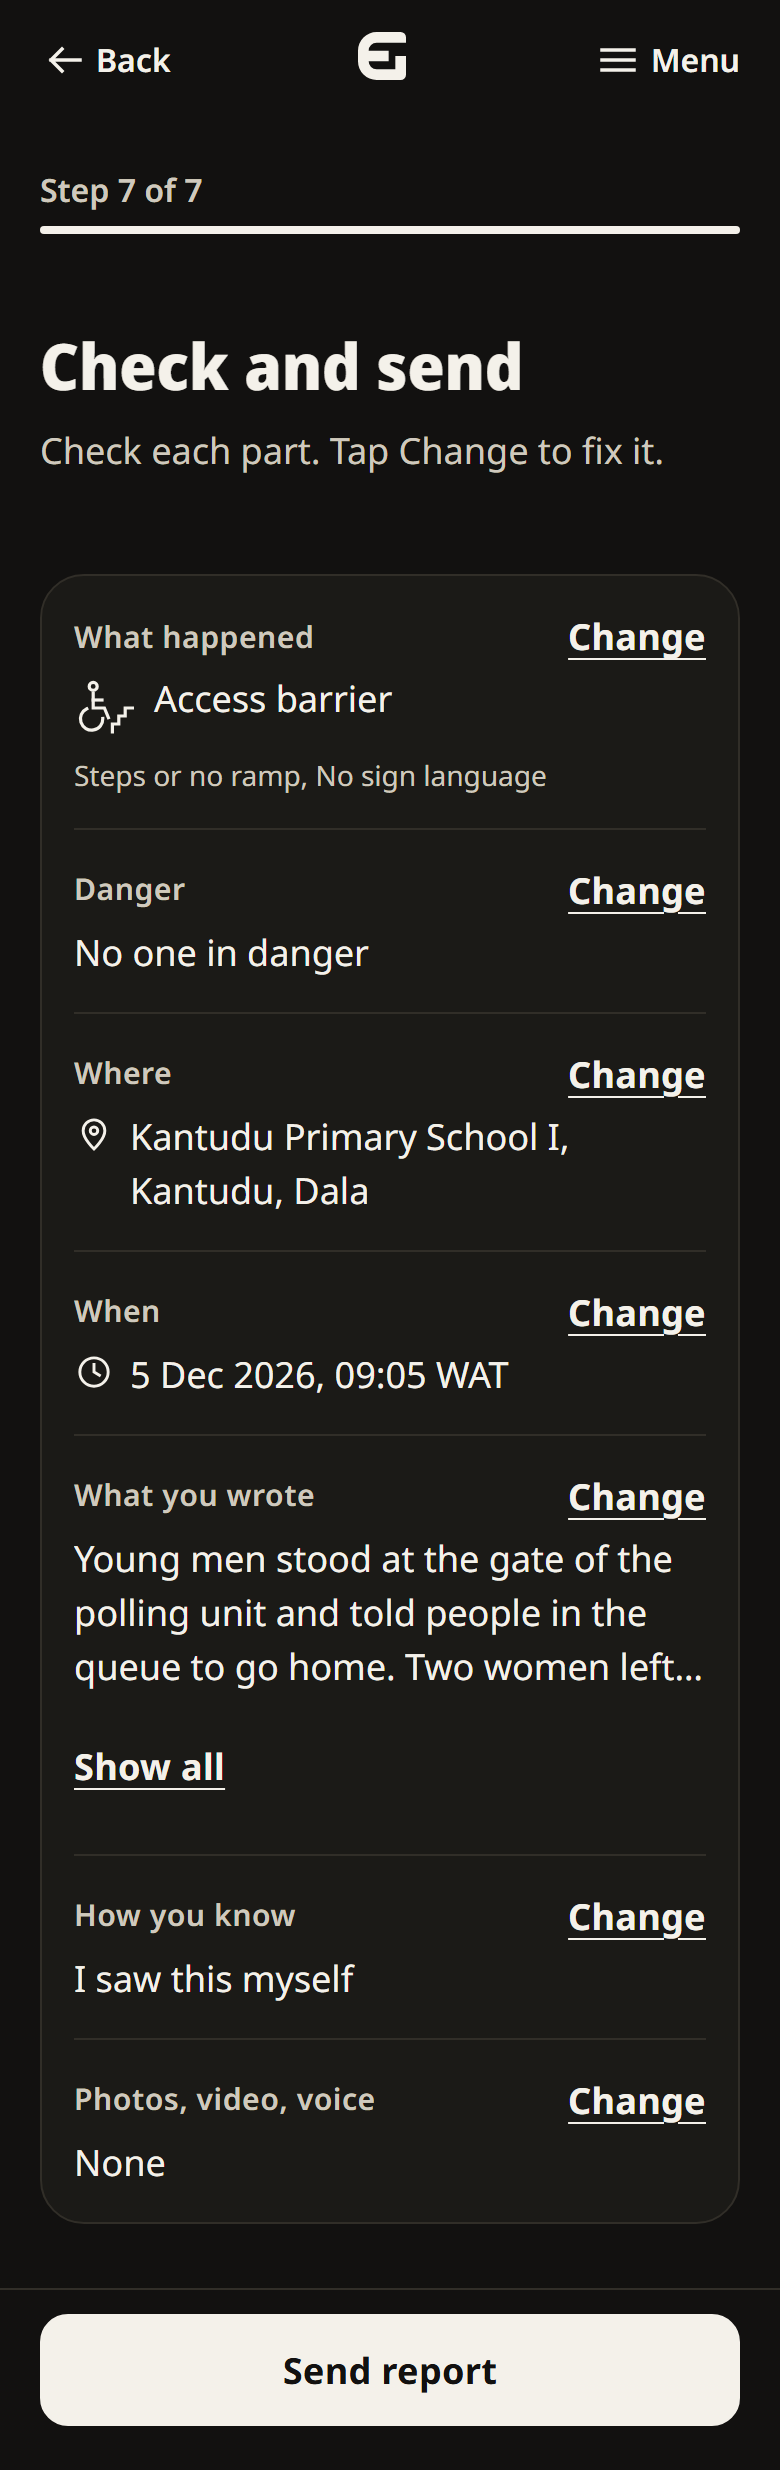 Back
Menu
Step 7 of 7
Check and send
Check each part. Tap Change to fix it.
What happened
Change
Access barrier
Steps or no ramp, No sign language
Danger
Change
No one in danger
Where
Change
Kantudu Primary School I,
Kantudu, Dala
When
Change
5 Dec 2026, 09:05 WAT
What you wrote
Change
Young men stood at the gate of the
polling unit and told people in the
queue to go home. Two women left...
Show all
How you know
Change
I saw this myself
Photos, video, voice
Change
None
Send report